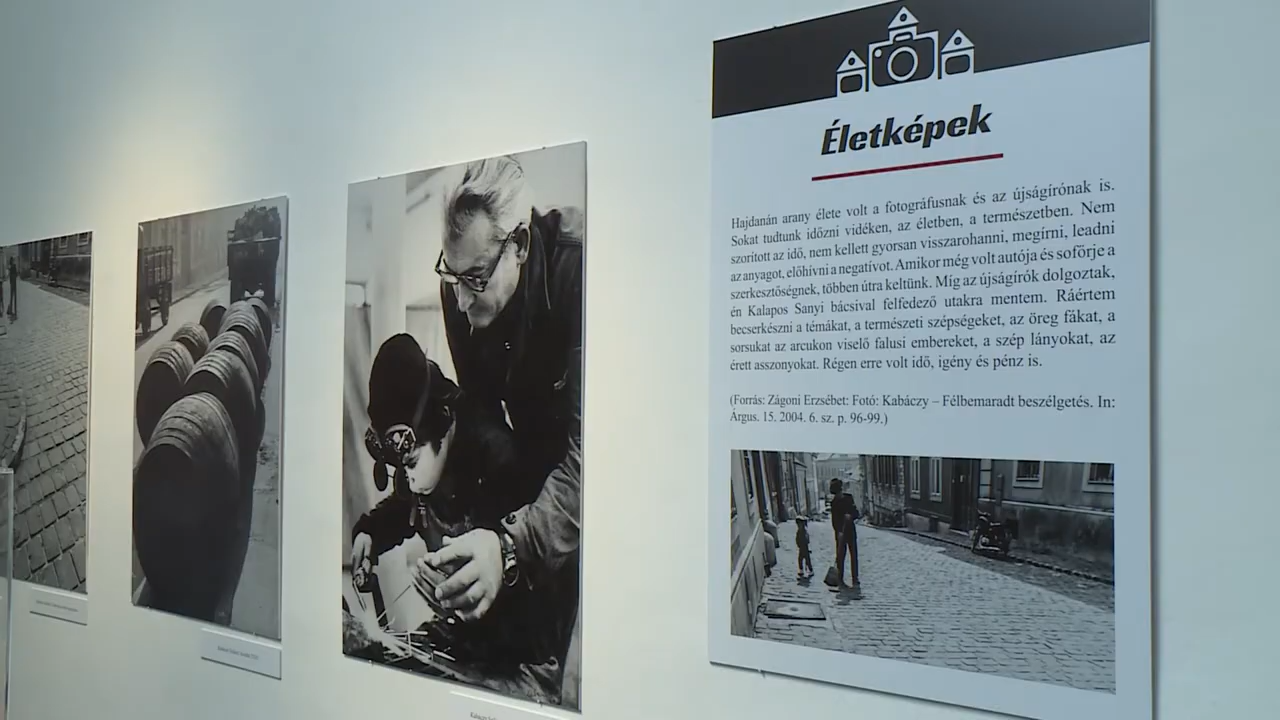 Életképek
Hajdanán arany élete volt a fotográfusnak és az újságírónak is.
Sokat tudtunk időzni vidéken, az életben, a természetben. Nem
szorított az idő, nem kellett gyorsan visszarohanni, megírni, leadni
az anyagot, előhívni a negatívot. Amikor még volt autója és sofőrje a
szerkesztőségnek, többen útra keltünk. Míg az újságírók dolgoztak,
én Kalapos Sanyi bácsival felfedező utakra mentem. Ráértem
becserkészni a témákat, a természeti szépségeket, az öreg fákat, a
sorsukat az arcukon viselő falusi embereket, a szép lányokat, az
érett asszonyokat. Régen erre volt idő, igény és pénz is.
(Forrás: Zágoni Erzsébet: Fotó: Kabáczy – Félbemaradt beszélgetés. In:
Árgus. 15. 2004. 6. sz. p. 96-99.)